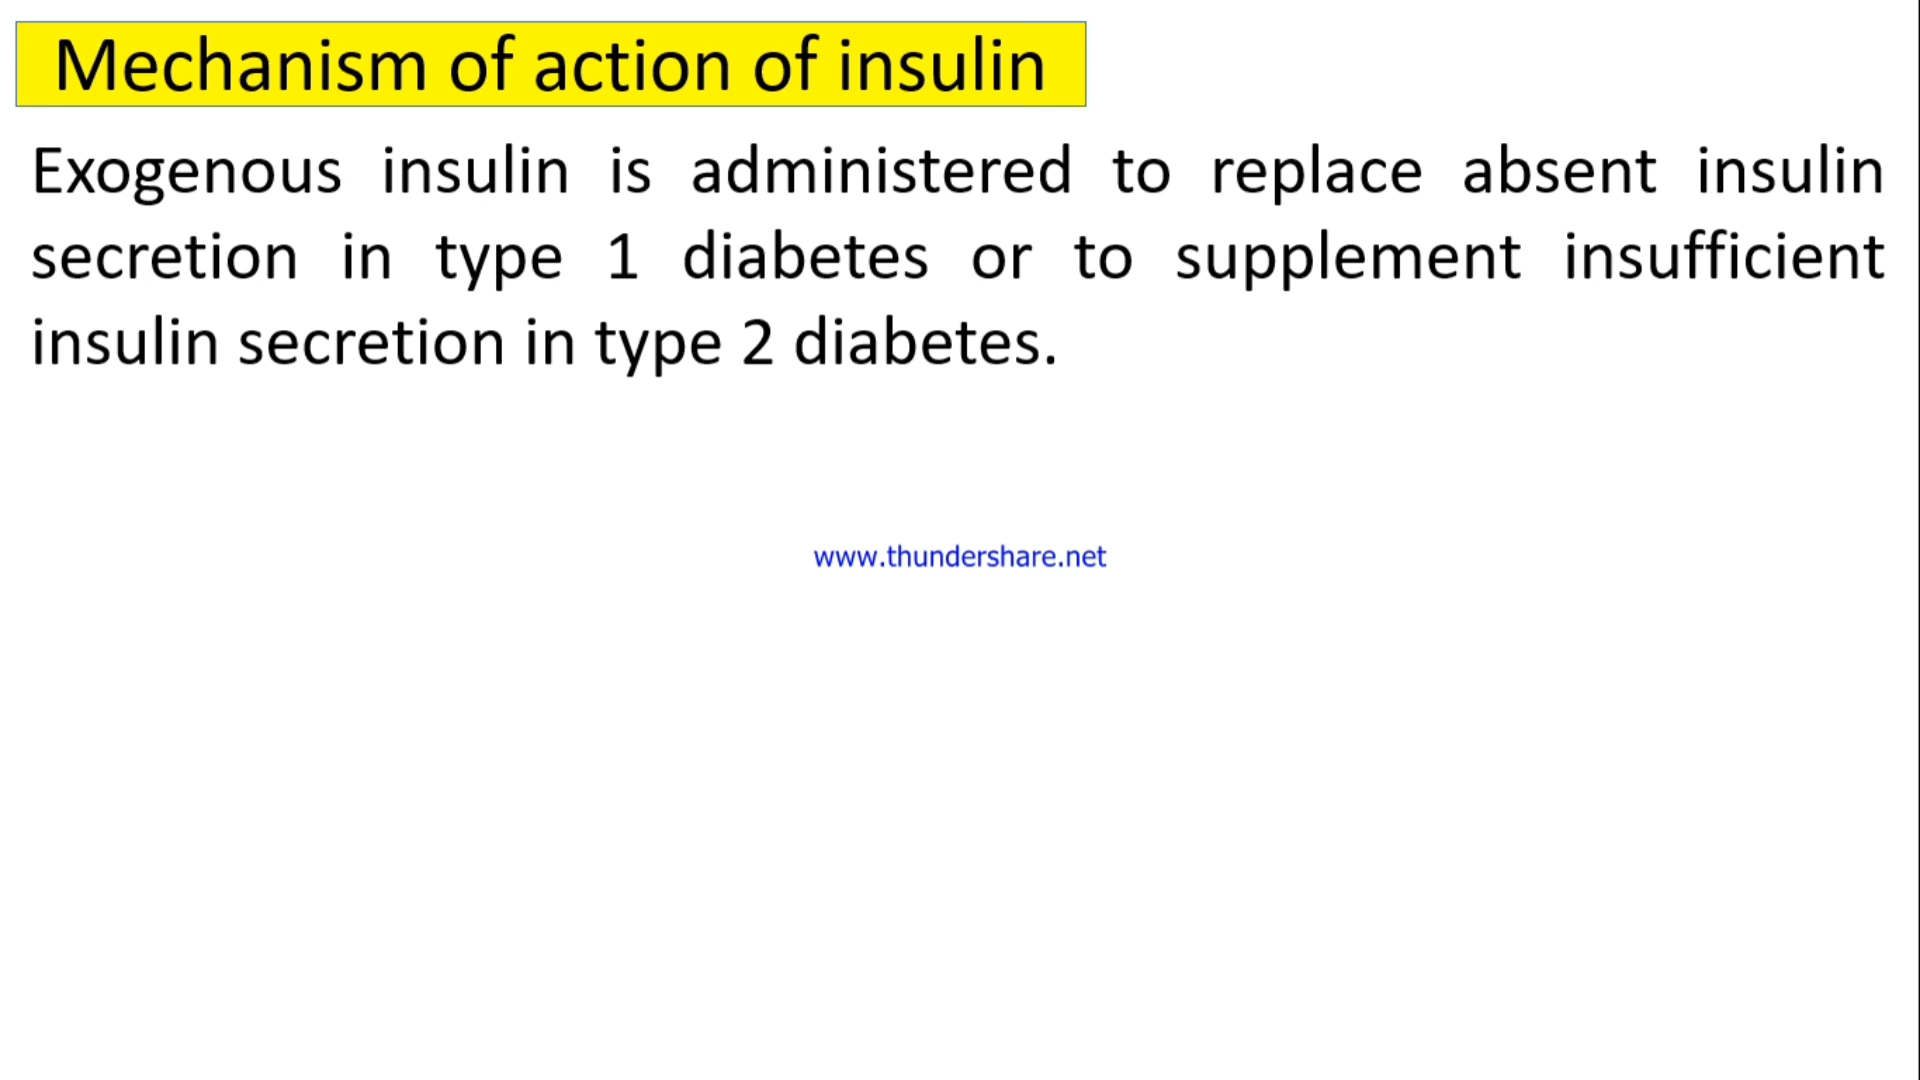 Mechanism of action of insulin
Exogenous insulin is administered to replace absent insulin
secretion in type 1 diabetes or to supplement insufficient
insulin secretion in type 2 diabetes.
www.thundershare.net